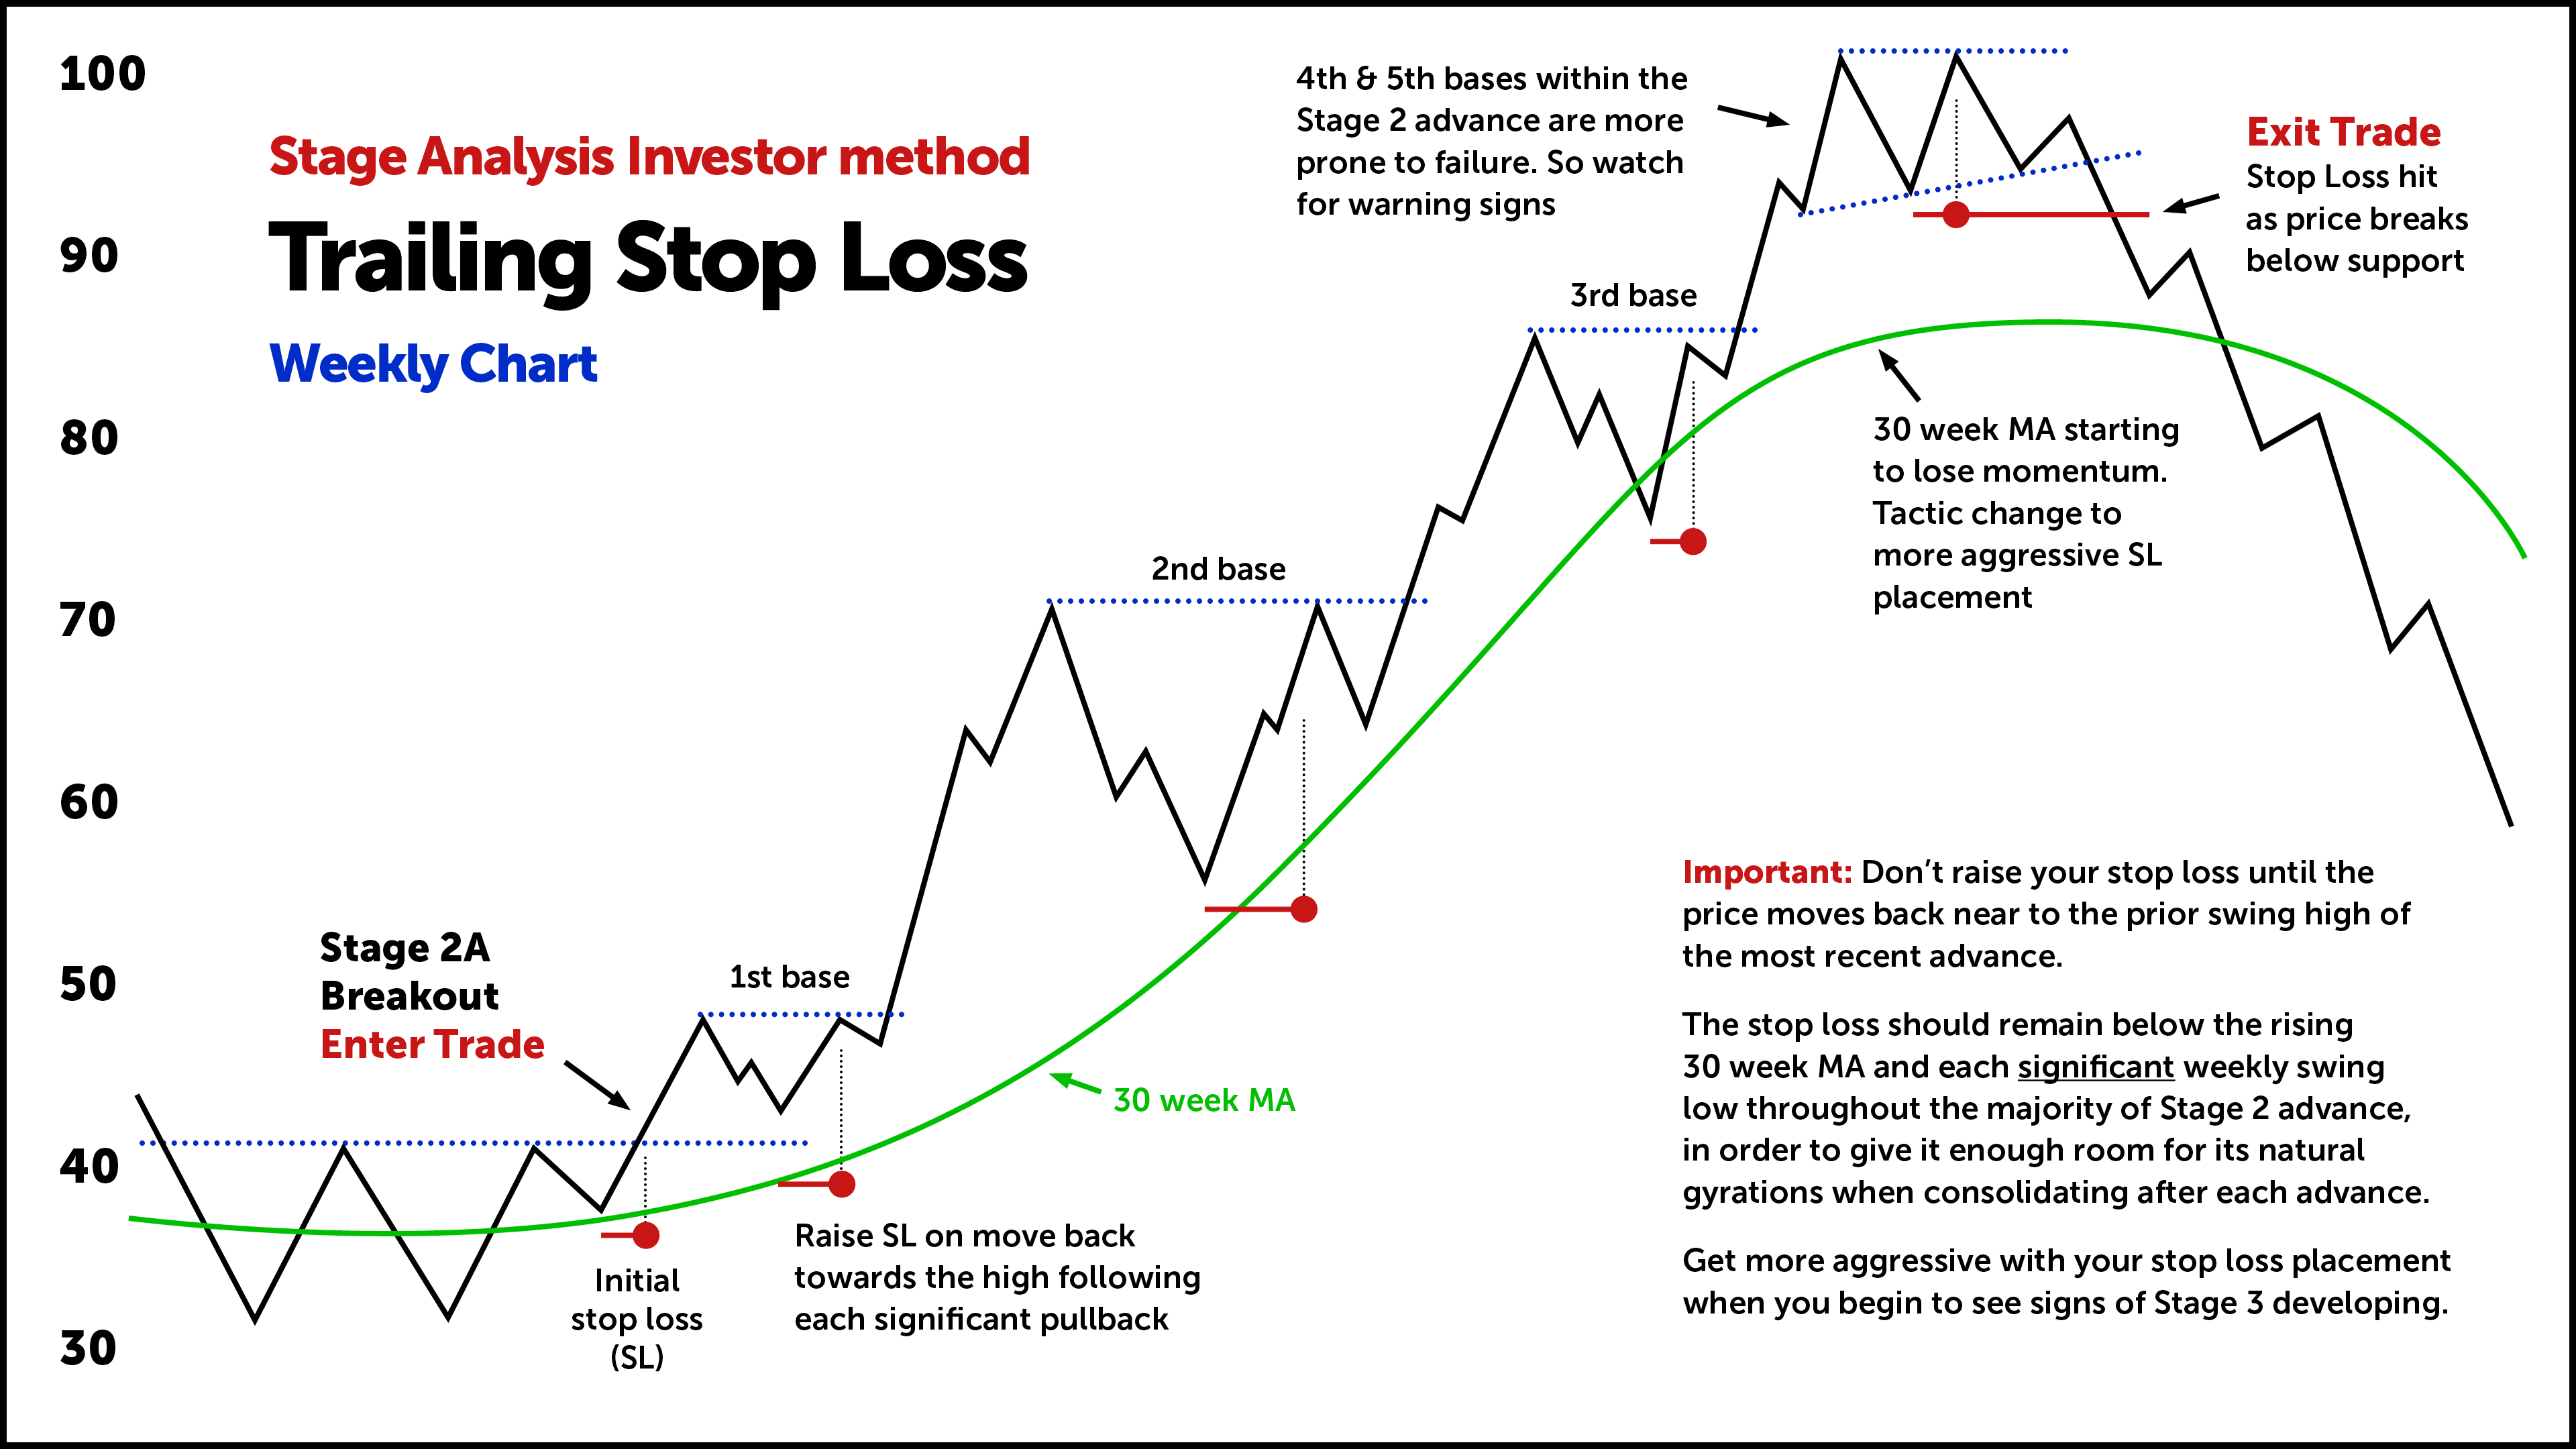 100
90
80
70
60
50
40
30
Stage Analysis Investor method
Trailing Stop Loss
Weekly Chart
4th & 5th bases within the
Stage 2 advance are more
prone to failure. So watch
for warning signs
Exit Trade
Stop Loss hit
as price breaks
below support
3rd base
30 week MA starting
to lose momentum.
Tactic change to
more aggressive SL
placement
2nd base
Stage 2A
Breakout
Enter Trade
1st base
30 week MA
Initial
stop loss
(SL)
Raise SL on move back
towards the high following
each significant pullback
Important: Don’t raise your stop loss until the
price moves back near to the prior swing high of
the most recent advance.
The stop loss should remain below the rising
30 week MA and each significant weekly swing
low throughout the majority of Stage 2 advance,
in order to give it enough room for its natural
gyrations when consolidating after each advance.
Get more aggressive with your stop loss placement
when you begin to see signs of Stage 3 developing.